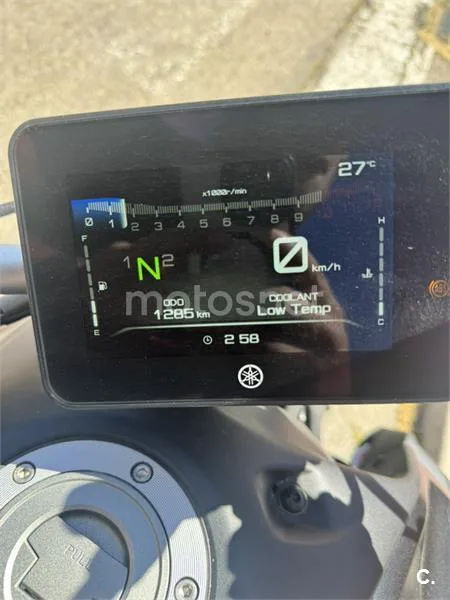 27°C
x1000r/min
0 1 2 3 4 5 6 7 8 9
F H
1 N 2 0 km/h
motos
ODO COOLANT
1285 km Low Temp
E C
2 58
PULL
C.